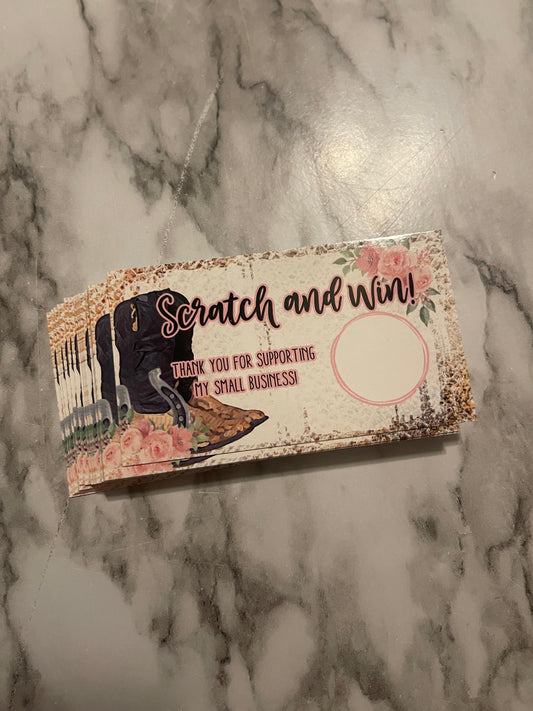 Scratch and Win!
THANK YOU FOR SUPPORTING
MY SMALL BUSINESS!